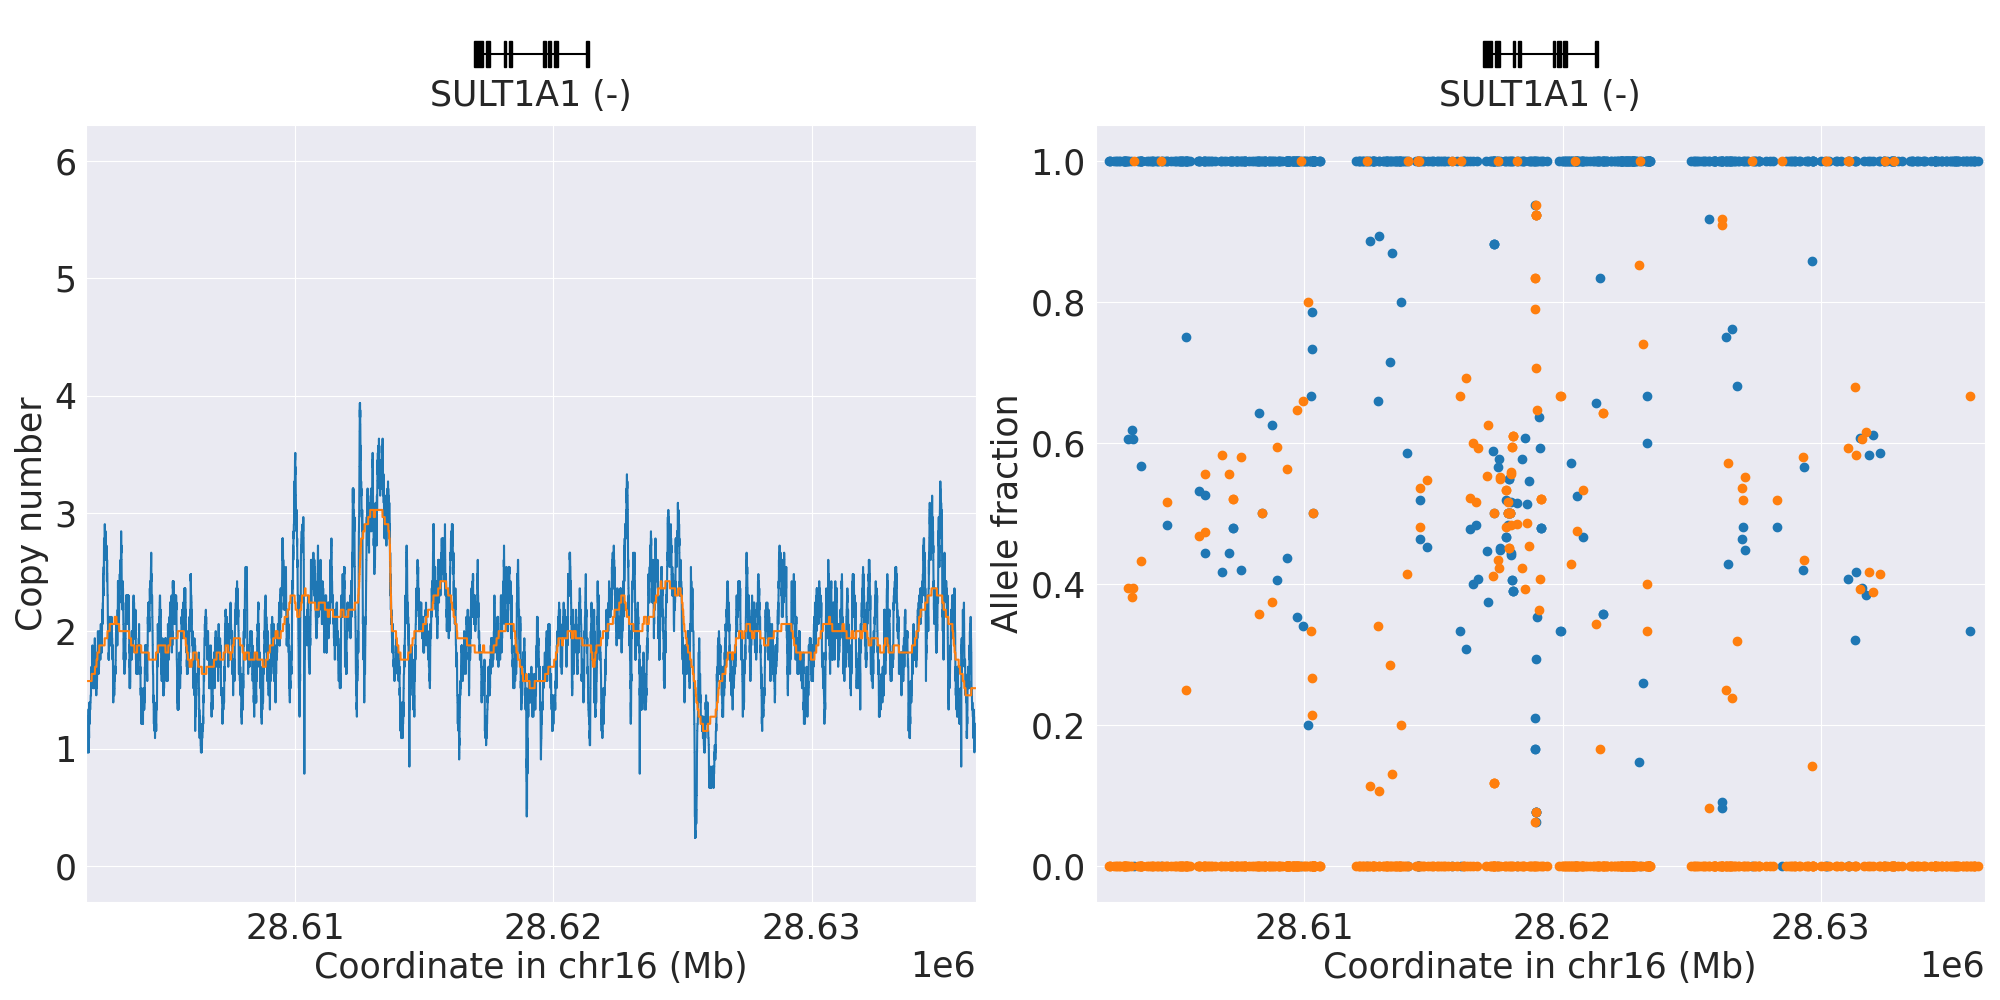 SULT1A1 (-)
6
5
4
3
2
1
0
Copy number
28.61
28.62
28.63
Coordinate in chr16 (Mb)
1e6
SULT1A1 (-)
1.0
0.8
0.6
0.4
0.2
0.0
Allele fraction
28.61
28.62
28.63
Coordinate in chr16 (Mb)
1e6